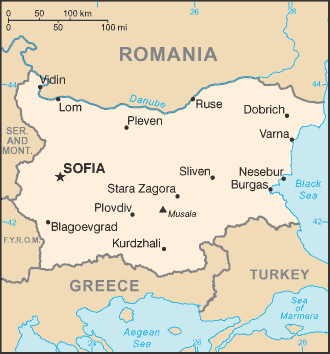 0 50 100 km
0 50 100 mi
26
28
ROMANIA
Vidin
44
44
Lom
Danube
Ruse
Dobrich
Pleven
SER.
AND
MONT.
Varna
SOFIA
Sliven
Nesebur
Stara Zagora
Burgas
Black
Sea
Plovdiv
Musala
42
42
Blagoevgrad
F.Y.R.O.M.
Kurdzhali
TURKEY
GREECE
Sea of
Marmara
Aegean
Sea
24
26
28